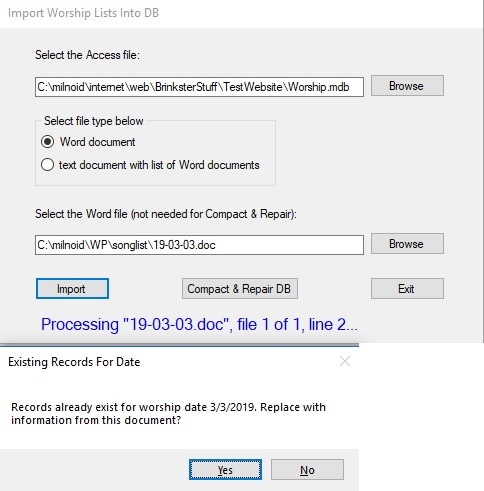 Import Worship Lists Into DB
Select the Access file:
C:\milnoid\internet\web\BrinksterStuff\TestWebsite\Worship.mdb
Browse
Select file type below
Word document
text document with list of Word documents
Select the Word file (not needed for Compact & Repair):
C:\milnoid\WP\songlist\19-03-03.doc
Browse
Import
Compact & Repair DB
Exit
Processing "19-03-03.doc", file 1 of 1, line 2...
Existing Records For Date
Records already exist for worship date 3/3/2019. Replace with
information from this document?
Yes
No